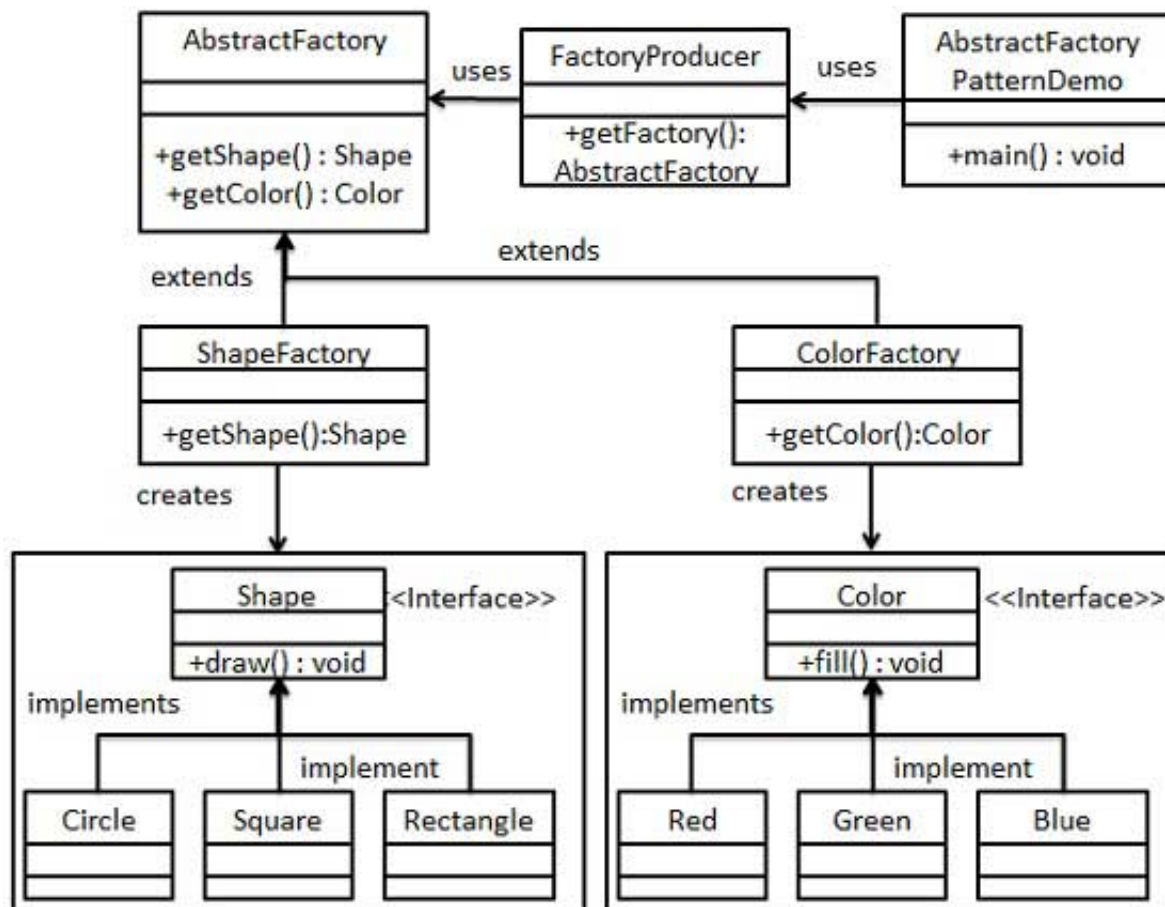 AbstractFactory
+getShape() : Shape
+getColor() : Color
uses
FactoryProducer
+getFactory():
AbstractFactory
uses
AbstractFactory
PatternDemo
+main() : void
extends
extends
ShapeFactory
+getShape():Shape
ColorFactory
+getColor():Color
creates
creates
Shape
<<Interface>>
+draw() : void
implements
implement
Circle
Square
Rectangle
Color
<<Interface>>
+fill() : void
implements
implement
Red
Green
Blue